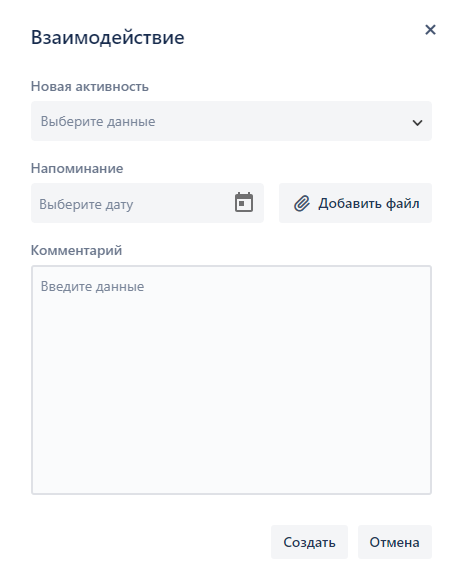 Взаимодействие
Новая активность
Выберите данные
Напоминание
Выберите дату
Добавить файл
Комментарий
Введите данные
Создать
Отмена